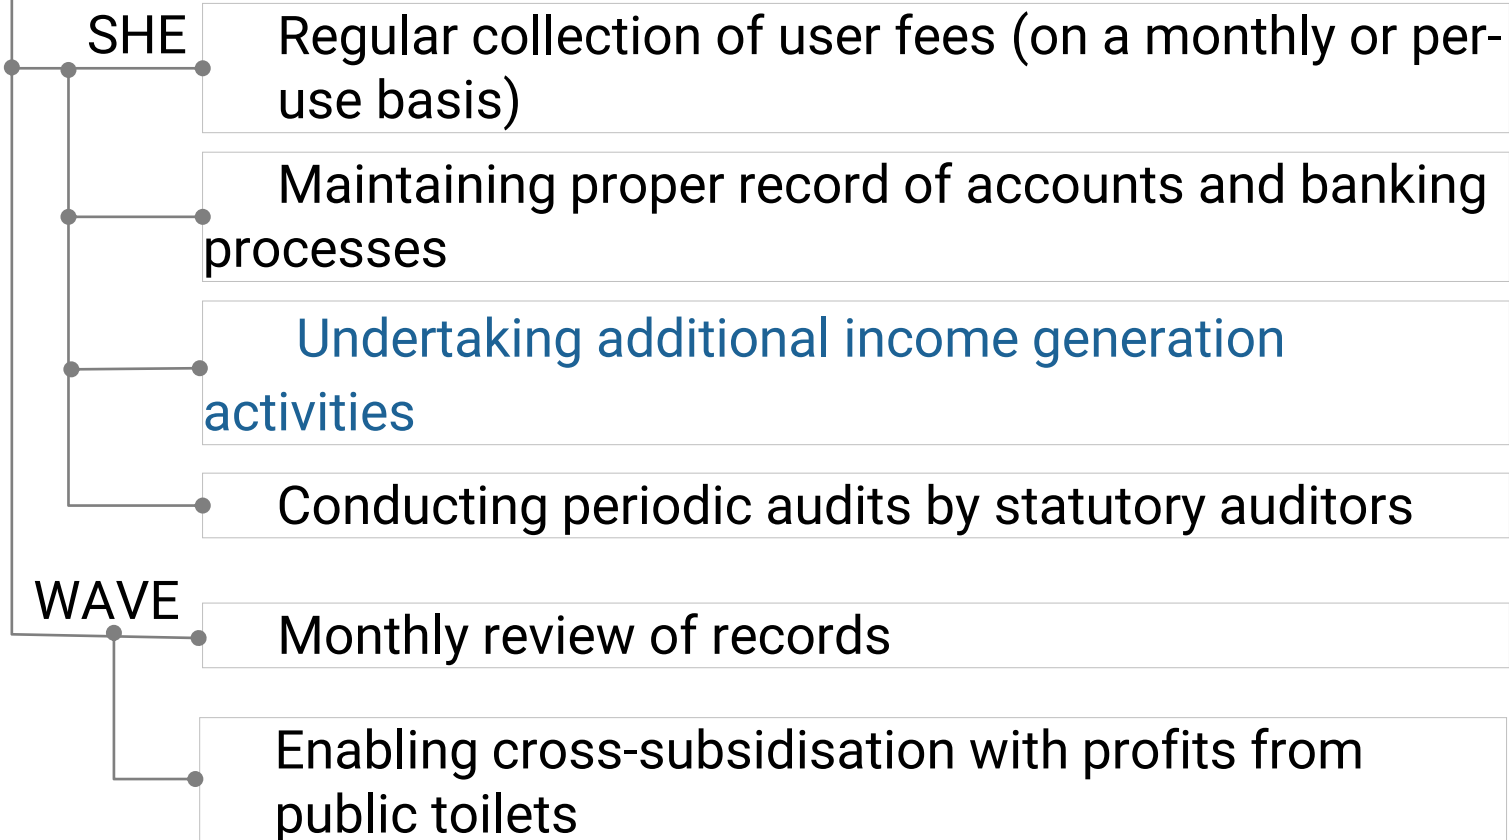 SHE
Regular collection of user fees (on a monthly or per-
use basis)
Maintaining proper record of accounts and banking
processes
Undertaking additional income generation
activities
Conducting periodic audits by statutory auditors
WAVE
Monthly review of records
Enabling cross-subsidisation with profits from
public toilets